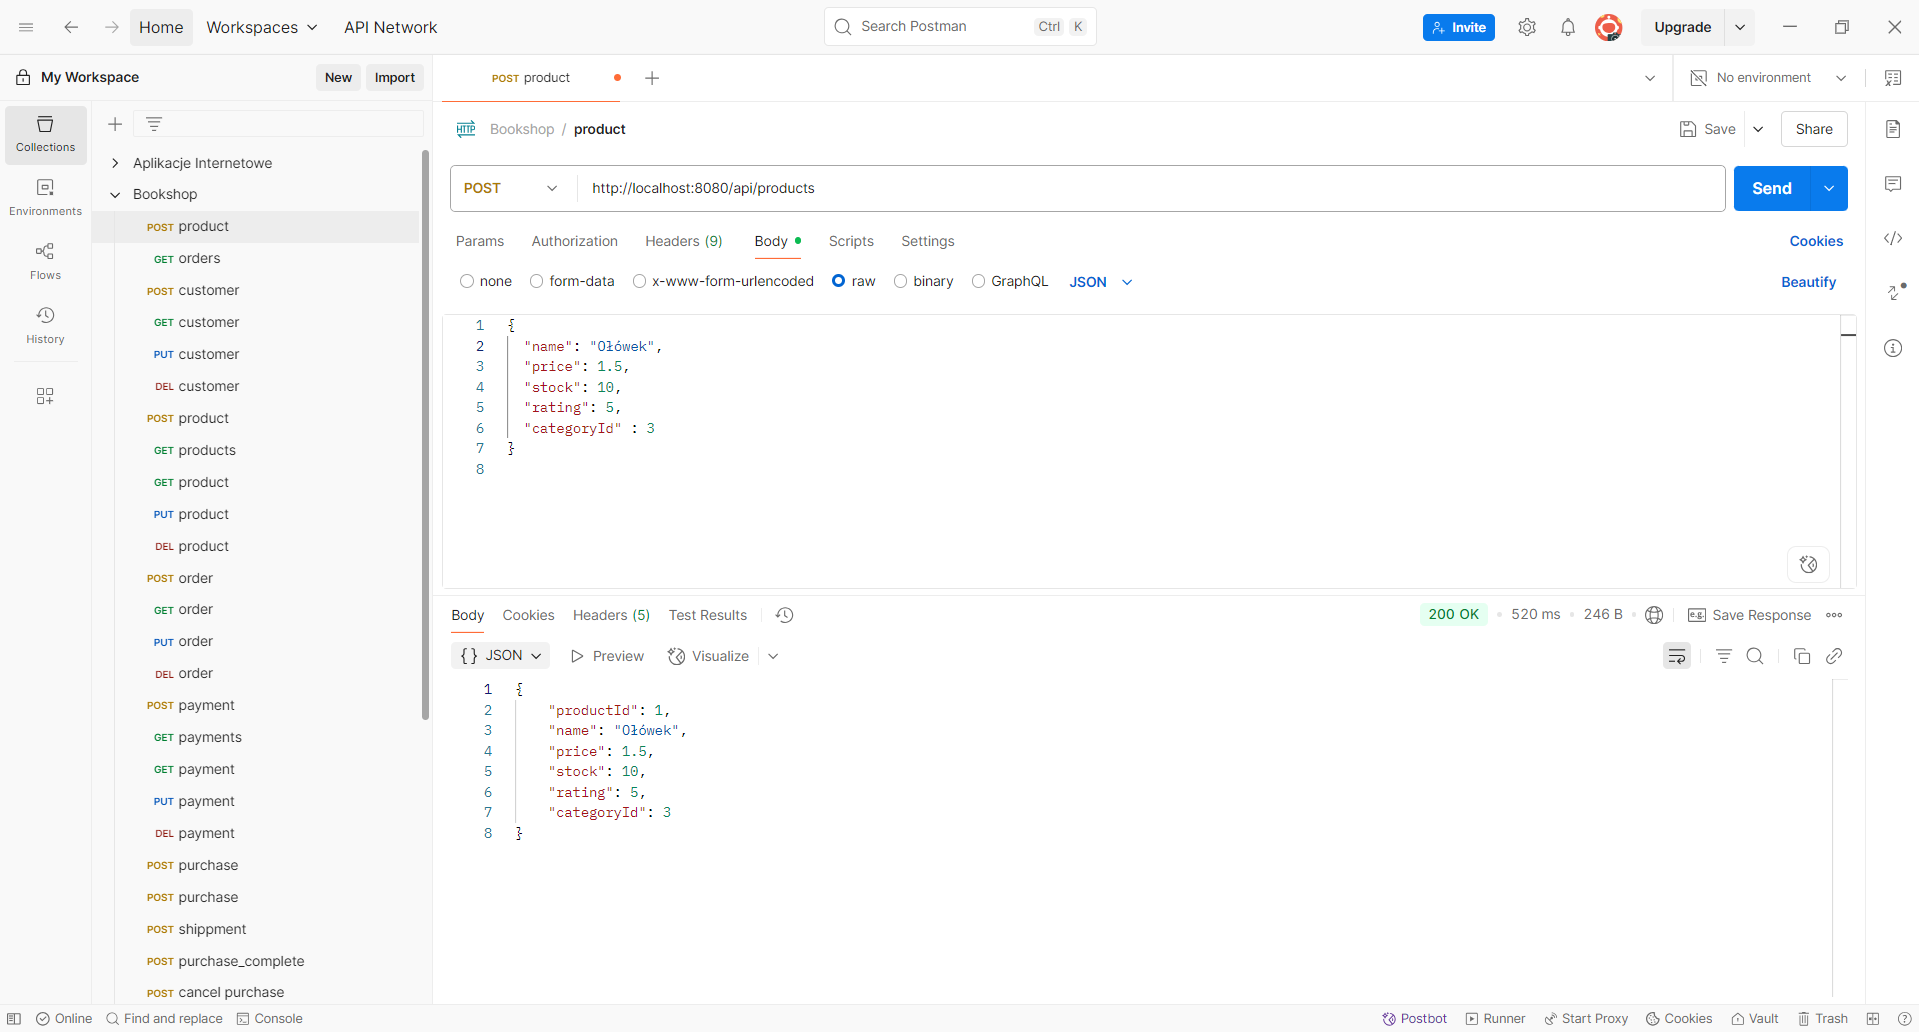 Home Workspaces API Network Search Postman Ctrl K Invite Upgrade
My Workspace New Import POST product No environment
Collections
Environments
Flows
History
Aplikacje Internetowe
Bookshop
POST product
GET orders
POST customer
GET customer
PUT customer
DEL customer
POST product
GET products
GET product
PUT product
DEL product
POST order
GET order
PUT order
DEL order
POST payment
GET payments
GET payment
PUT payment
DEL payment
POST purchase
POST purchase
POST shippment
POST purchase_complete
POST cancel purchase
HTTP Bookshop / product Save Share
POST http://localhost:8080/api/products Send
Params Authorization Headers (9) Body Scripts Settings Cookies
none form-data x-www-form-urlencoded raw binary GraphQL JSON Beautify
1 {
2 "name": "Ołówek",
3 "price": 1.5,
4 "stock": 10,
5 "rating": 5,
6 "categoryId" : 3
7 }
8
Body Cookies Headers (5) Test Results 200 OK 520 ms 246 B e.g. Save Response
{} JSON Preview Visualize
1 {
2 "productId": 1,
3 "name": "Ołówek",
4 "price": 1.5,
5 "stock": 10,
6 "rating": 5,
7 "categoryId": 3
8 }
Online Find and replace Console Postbot Runner Start Proxy Cookies Vault Trash